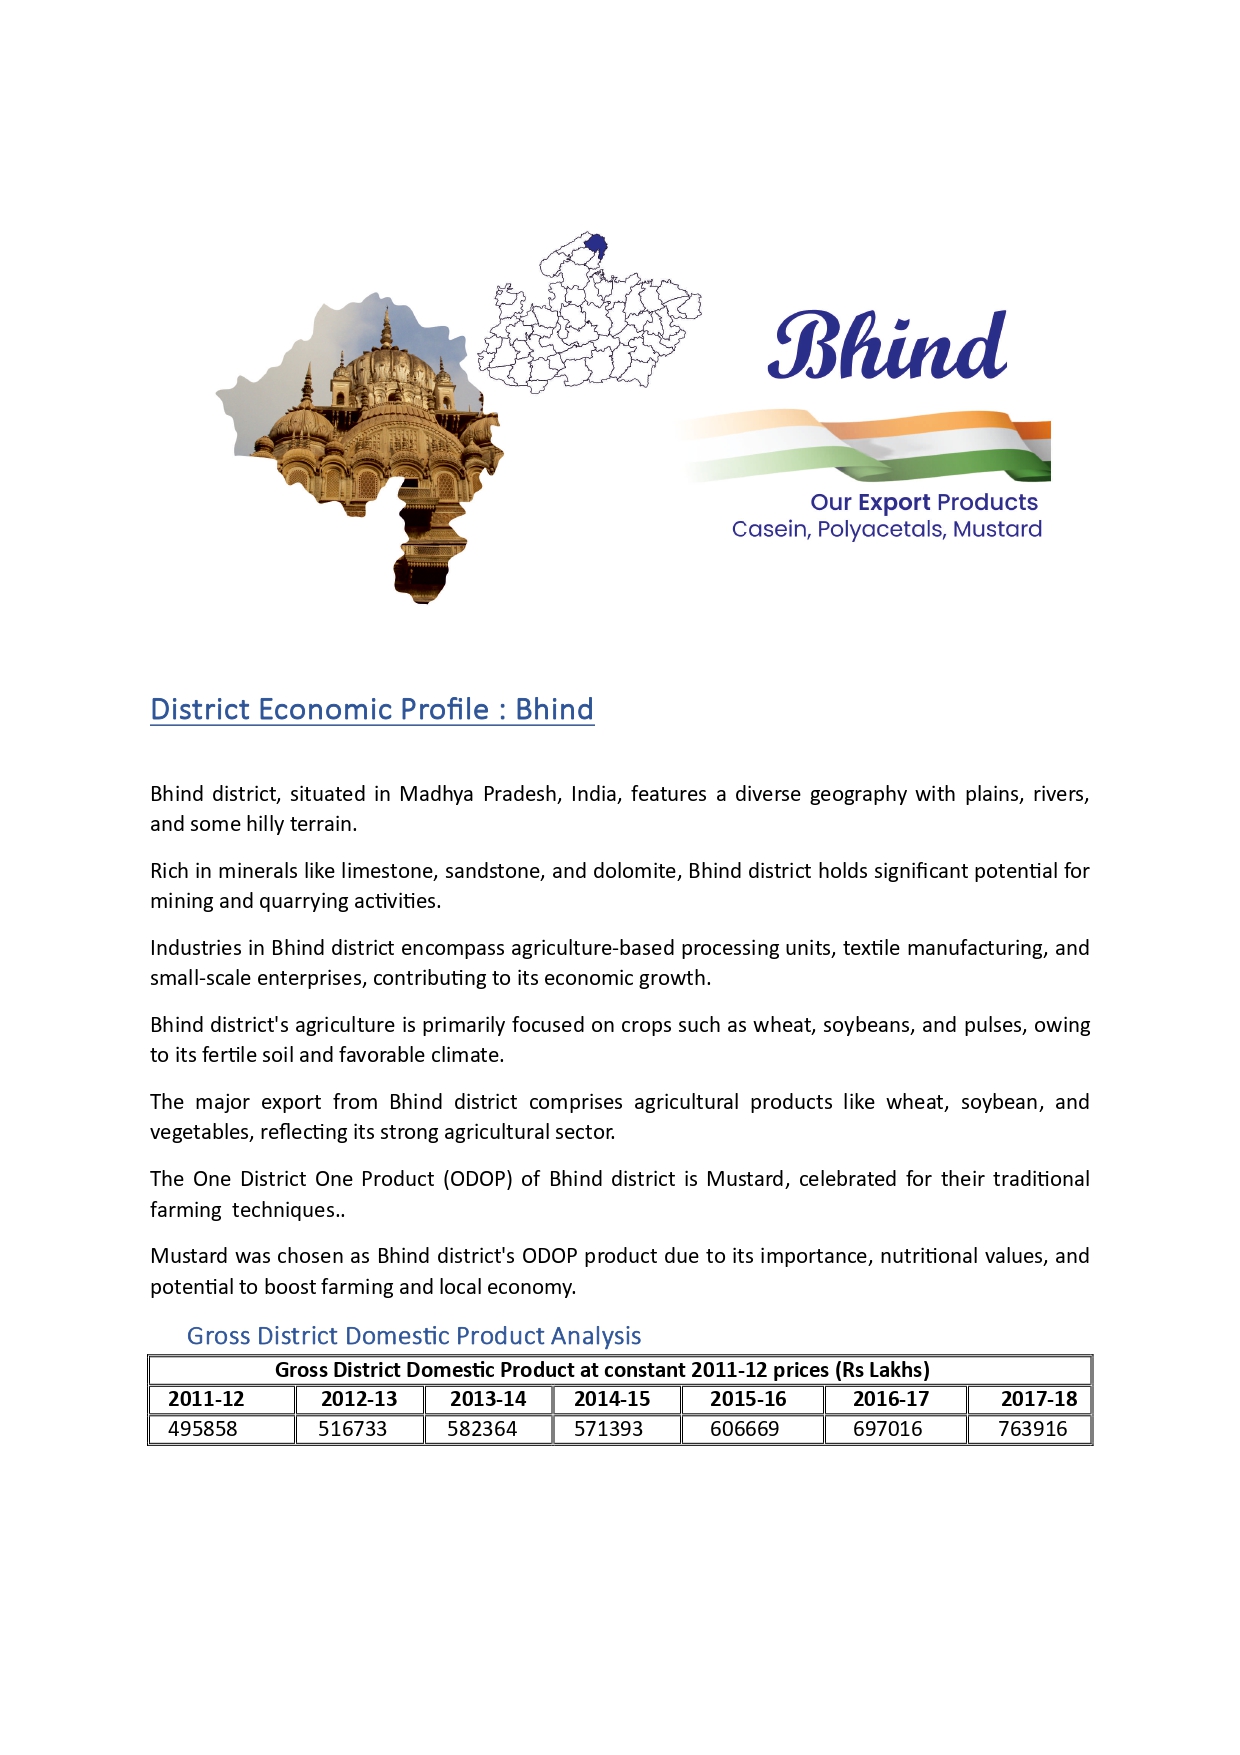 Bhind
Our Export Products
Casein, Polyacetals, Mustard
District Economic Profile : Bhind
Bhind district, situated in Madhya Pradesh, India, features a diverse geography with plains, rivers,
and some hilly terrain.
Rich in minerals like limestone, sandstone, and dolomite, Bhind district holds significant potential for
mining and quarrying activities.
Industries in Bhind district encompass agriculture-based processing units, textile manufacturing, and
small-scale enterprises, contributing to its economic growth.
Bhind district's agriculture is primarily focused on crops such as wheat, soybeans, and pulses, owing
to its fertile soil and favorable climate.
The major export from Bhind district comprises agricultural products like wheat, soybean, and
vegetables, reflecting its strong agricultural sector.
The One District One Product (ODOP) of Bhind district is Mustard, celebrated for their traditional
farming techniques..
Mustard was chosen as Bhind district's ODOP product due to its importance, nutritional values, and
potential to boost farming and local economy.
Gross District Domestic Product Analysis
Gross District Domestic Product at constant 2011-12 prices (Rs Lakhs)
2011-12 2012-13 2013-14 2014-15 2015-16 2016-17 2017-18
495858 516733 582364 571393 606669 697016 763916